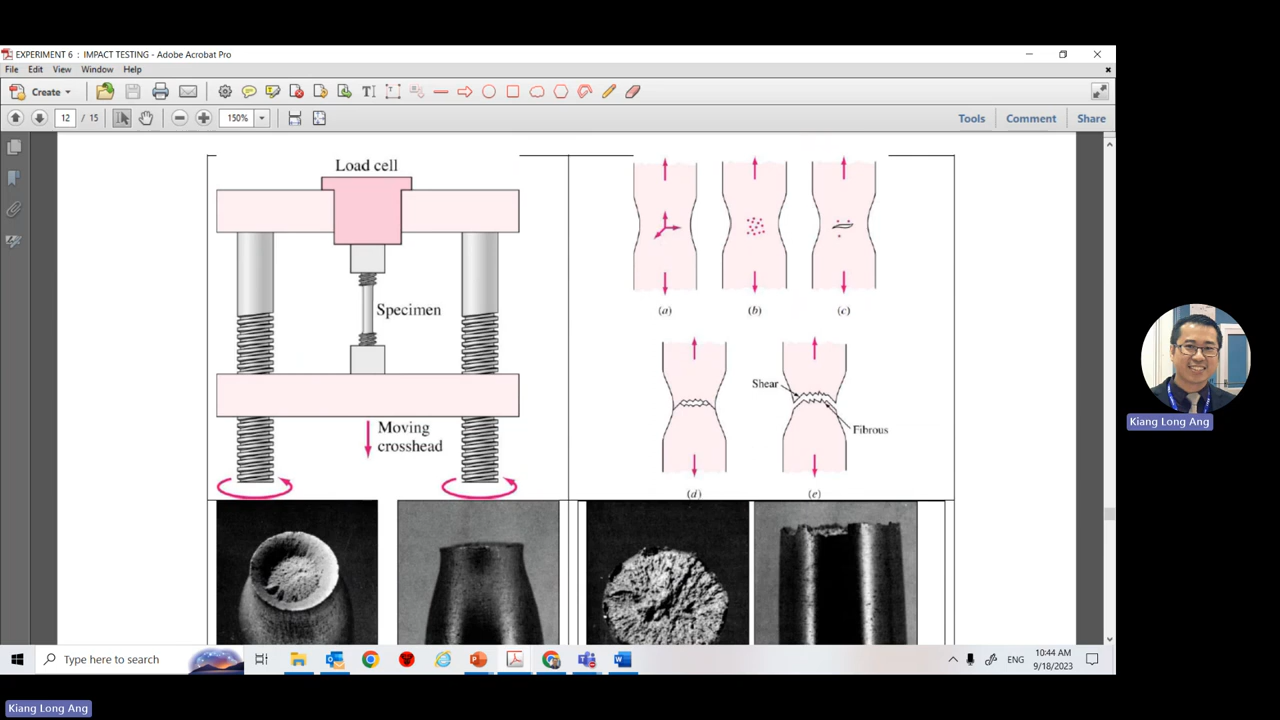 EXPERIMENT 6 : IMPACT TESTING - Adobe Acrobat Pro
File Edit View Window Help
Create
12 / 15
150%
Tools Comment Share
Load cell
Specimen
Moving
crosshead
(a) (b) (c)
Shear
Fibrous
(d) (e)
Kiang Long Ang
Type here to search
ENG
10:44 AM
9/18/2023
Kiang Long Ang